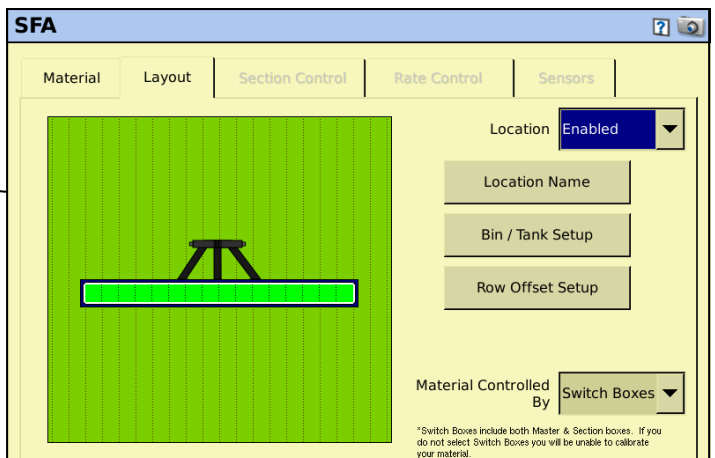 SFA
Material Layout Section Control Rate Control Sensors
Location Enabled
Location Name
Bin / Tank Setup
Row Offset Setup
Material Controlled
By Switch Boxes
*Switch Boxes include both Master & Section boxes. If you
do not select Switch Boxes you will be unable to calibrate
your material.